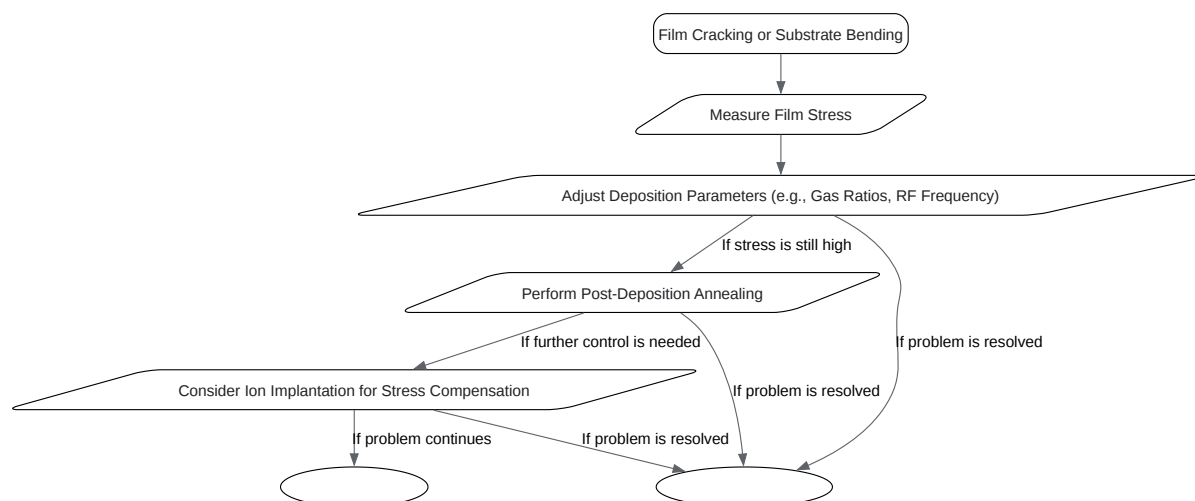 Film Cracking or Substrate Bending
Measure Film Stress
Adjust Deposition Parameters (e.g., Gas Ratios, RF Frequency)
If stress is still high
Perform Post-Deposition Annealing
If further control is needed
If problem is resolved
Consider Ion Implantation for Stress Compensation
If problem is resolved
If problem continues
If problem is resolved